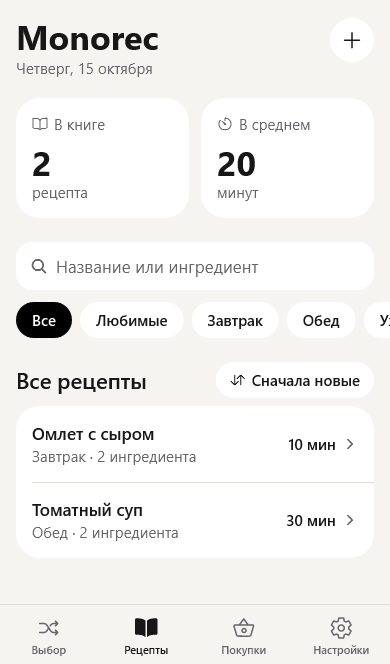 Monorec
Четверг, 15 октября
В книге
2
рецепта
В среднем
20
минут
Название или ингредиент
Все
Любимые
Завтрак
Обед
Все рецепты
Сначала новые
Омлет с сыром
Завтрак · 2 ингредиента
10 мин
Томатный суп
Обед · 2 ингредиента
30 мин
Выбор
Рецепты
Покупки
Настройки